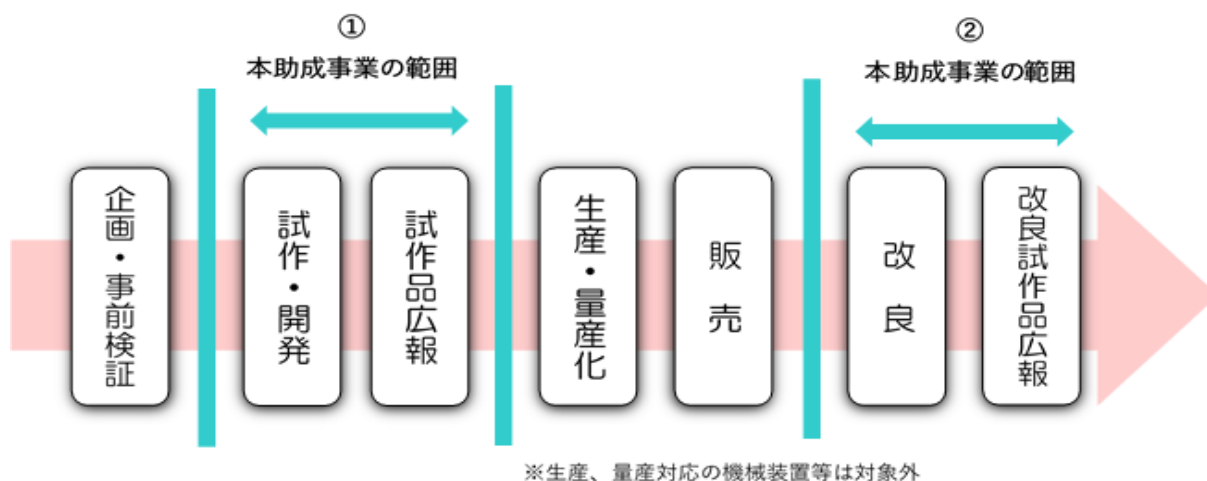 ①
本助成事業の範囲
②
本助成事業の範囲
企画・事前検証
試作・開発
試作品広報
生産・量産化
販売
改良
改良試作品広報
※生産、量産対応の機械装置等は対象外